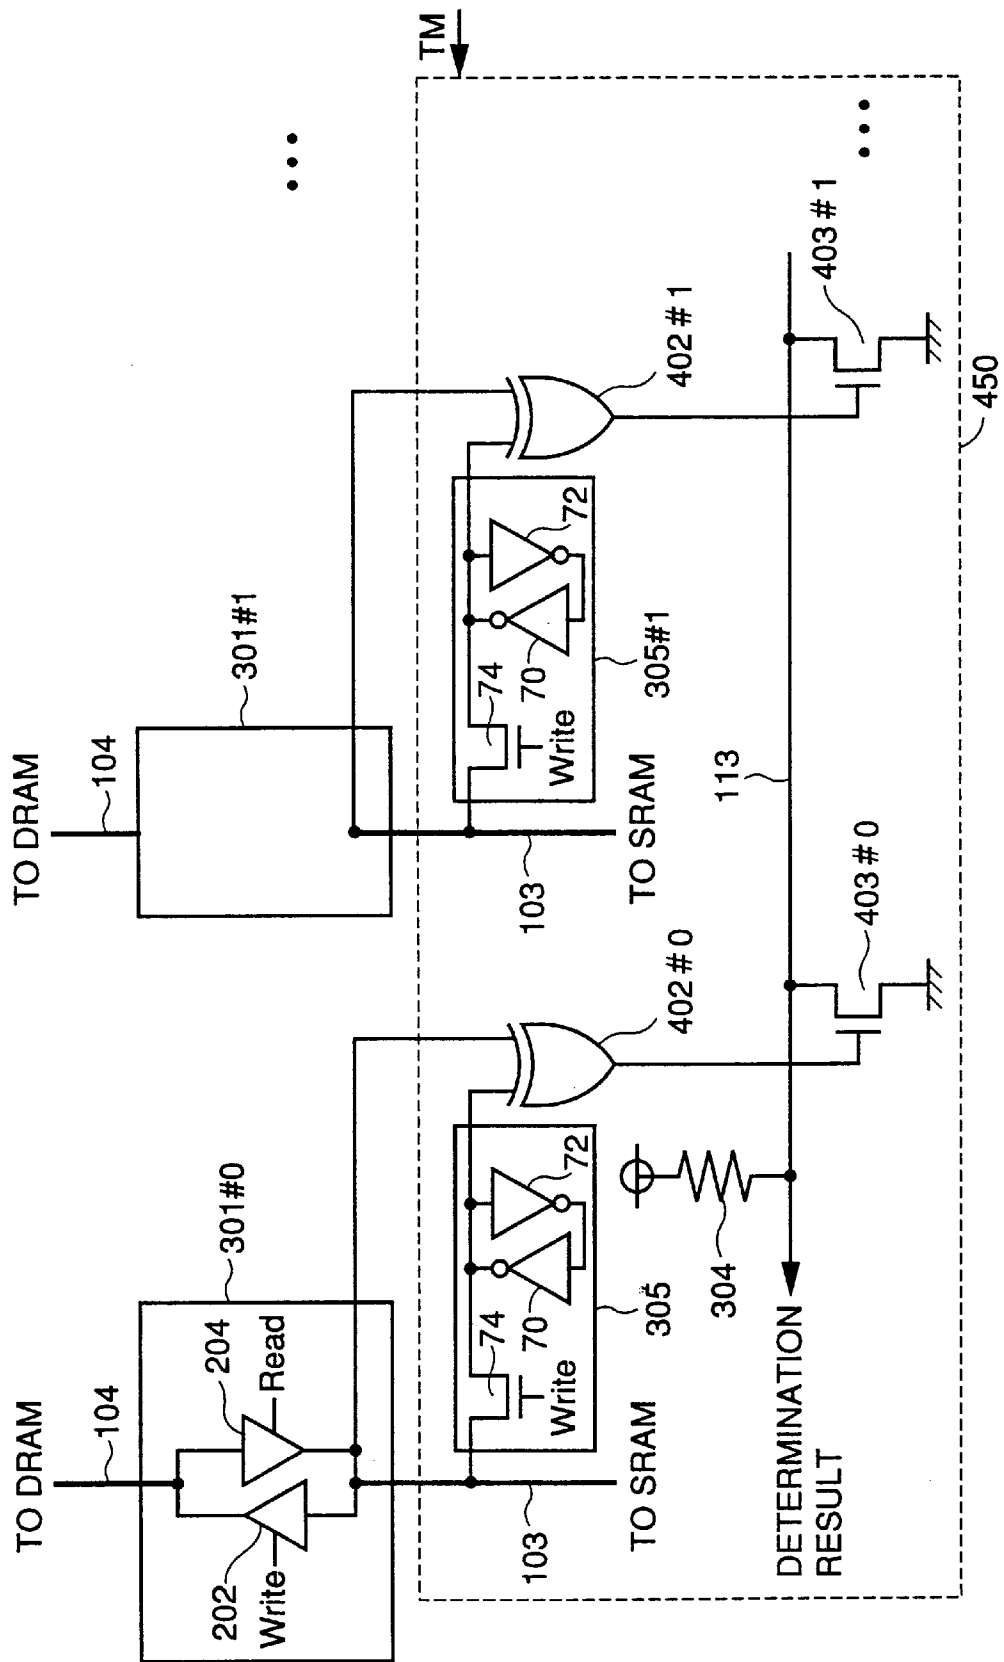 TO DRAM
104
301#0
204
Read
202
Write
TO DRAM
104
301#1
TM
74
Write
70
72
305
402#0
103
TO SRAM
74
Write
70
72
305#1
402#1
103
TO SRAM
304
113
403#0
403#1
DETERMINATION
RESULT
450